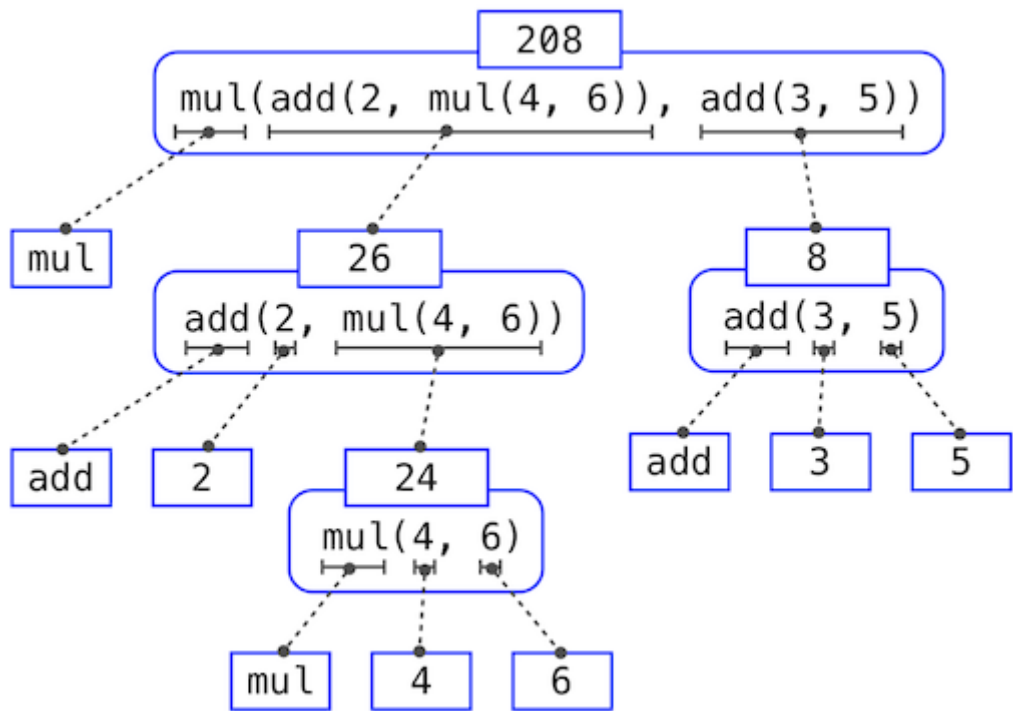 208
mul(add(2, mul(4, 6)), add(3, 5))
mul
26
8
add(2, mul(4, 6))
add(3, 5)
add
2
24
add
3
5
mul(4, 6)
mul
4
6